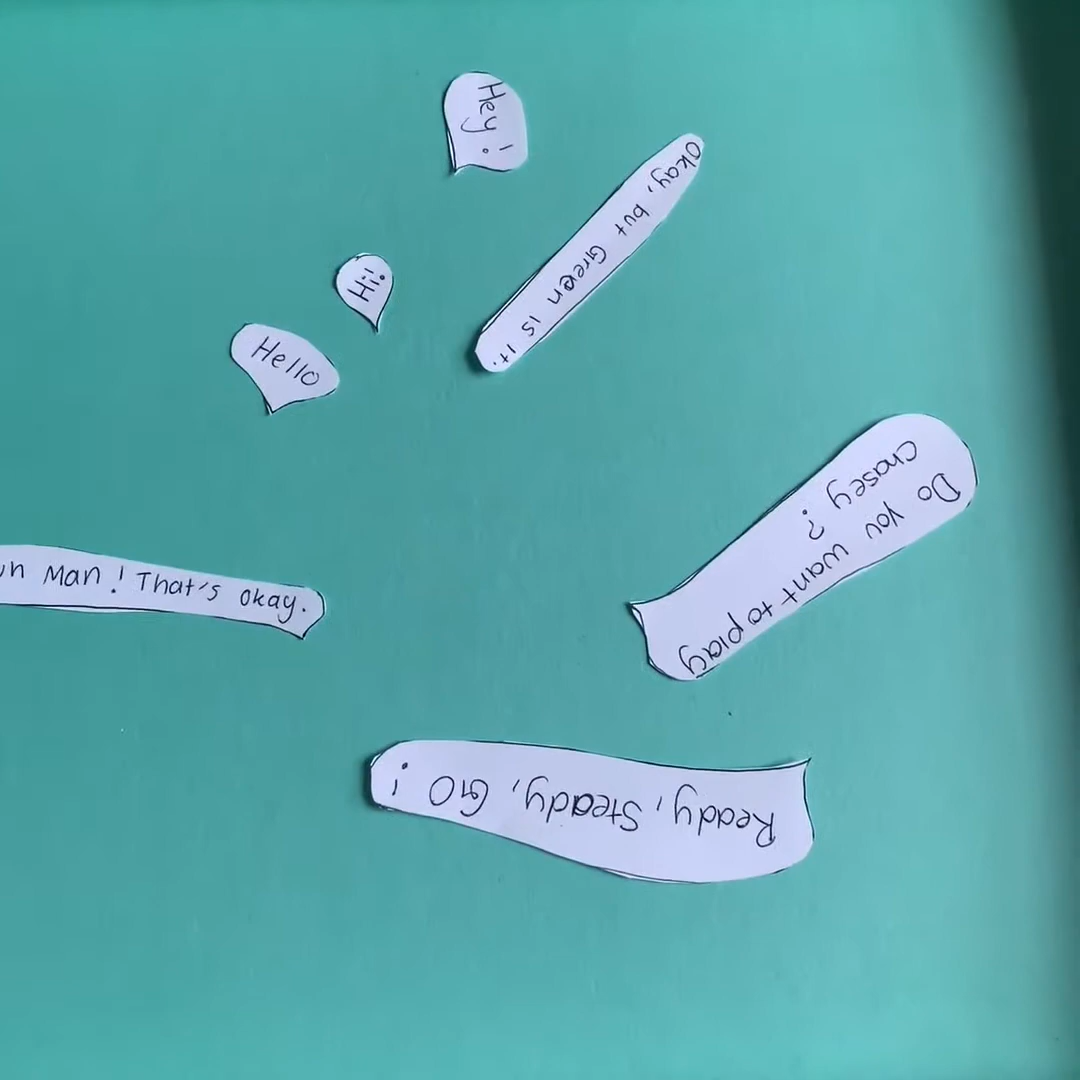 Hey!
Okay, but Green is it.
Hi!
Hello
Do you want to play
Chasey?
Man! That's okay.
Ready, Steady, GO!